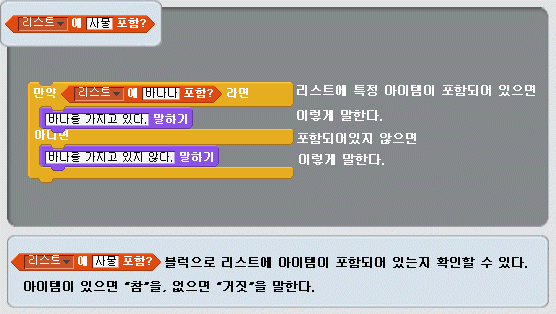 리스트 에 사물 포함?
만약 리스트 에 바나나 포함? 라면 리스트에 특정 아이템이 포함되어 있으면
바나를 가지고 있다. 말하기 이렇게 말한다.
아니면 포함되어있지 않으면
바나를 가지고 있지 않다. 말하기 이렇게 말한다.
리스트 에 사물 포함? 블럭으로 리스트에 아이템이 포함되어 있는지 확인할 수 있다.
아이템이 있으면 "참"을, 없으면 "거짓"을 말한다.